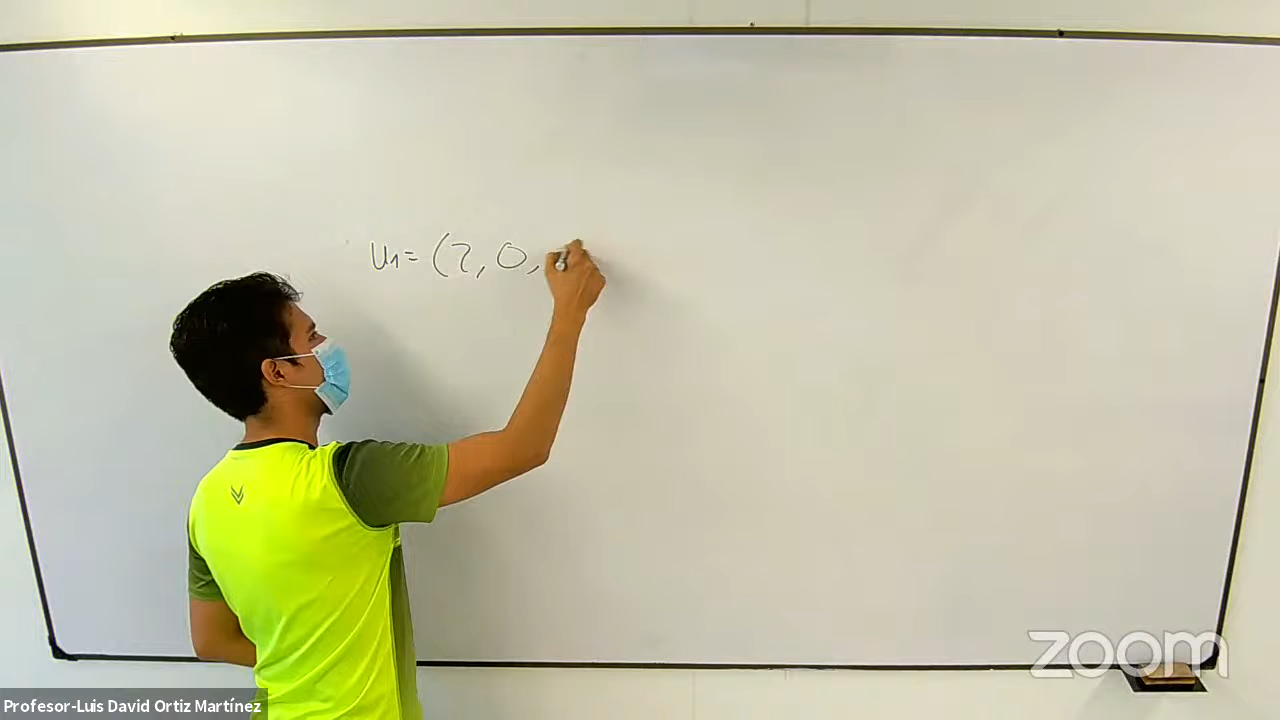 u₁ = (2, 0,
zoom
Profesor-Luis David Ortiz Martínez